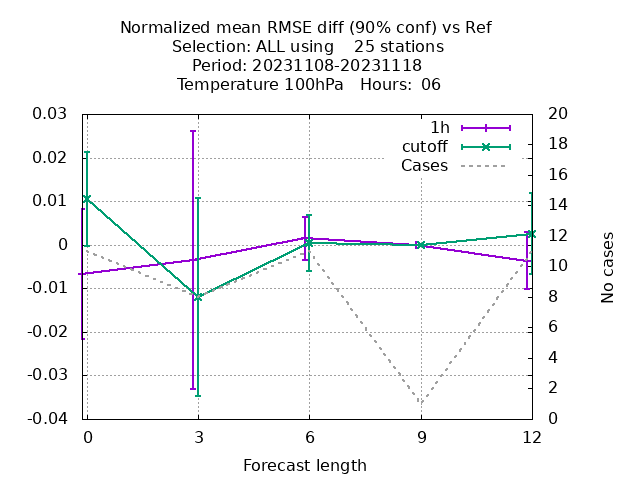 Normalized mean RMSE diff (90% conf) vs Ref
Selection: ALL using    25 stations
Period: 20231108-20231118
Temperature 100hPa   Hours:  06
0.03
0.02
0.01
0
-0.01
-0.02
-0.03
-0.04
1h
cutoff
Cases
20
18
16
14
12
10
8
6
4
2
0
No cases
0 3 6 9 12
Forecast length